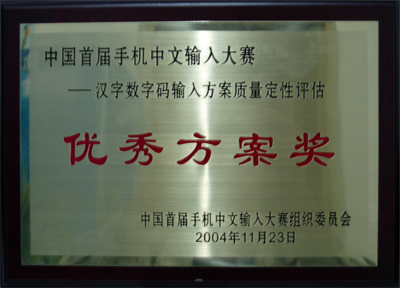 中国首届手机中文输入大赛
——汉字数字码输入方案质量定性评估
优秀方案奖
中国首届手机中文输入大赛组织委员会
2004年11月23日